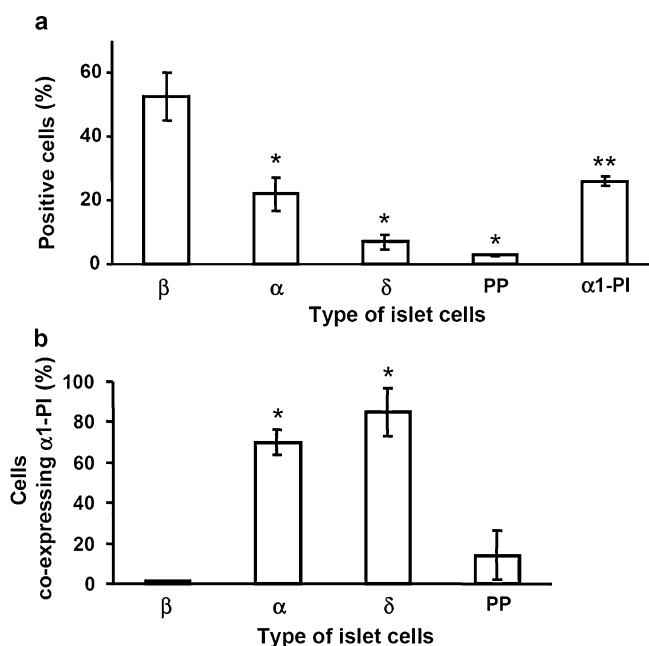 a
Positive cells (%)
60
40
20
0
*
*
*
**
β α δ PP α1-PI
Type of islet cells
b
Cells
co-expressing α1-PI (%)
100
80
60
40
20
0
*
*
β α δ PP
Type of islet cells